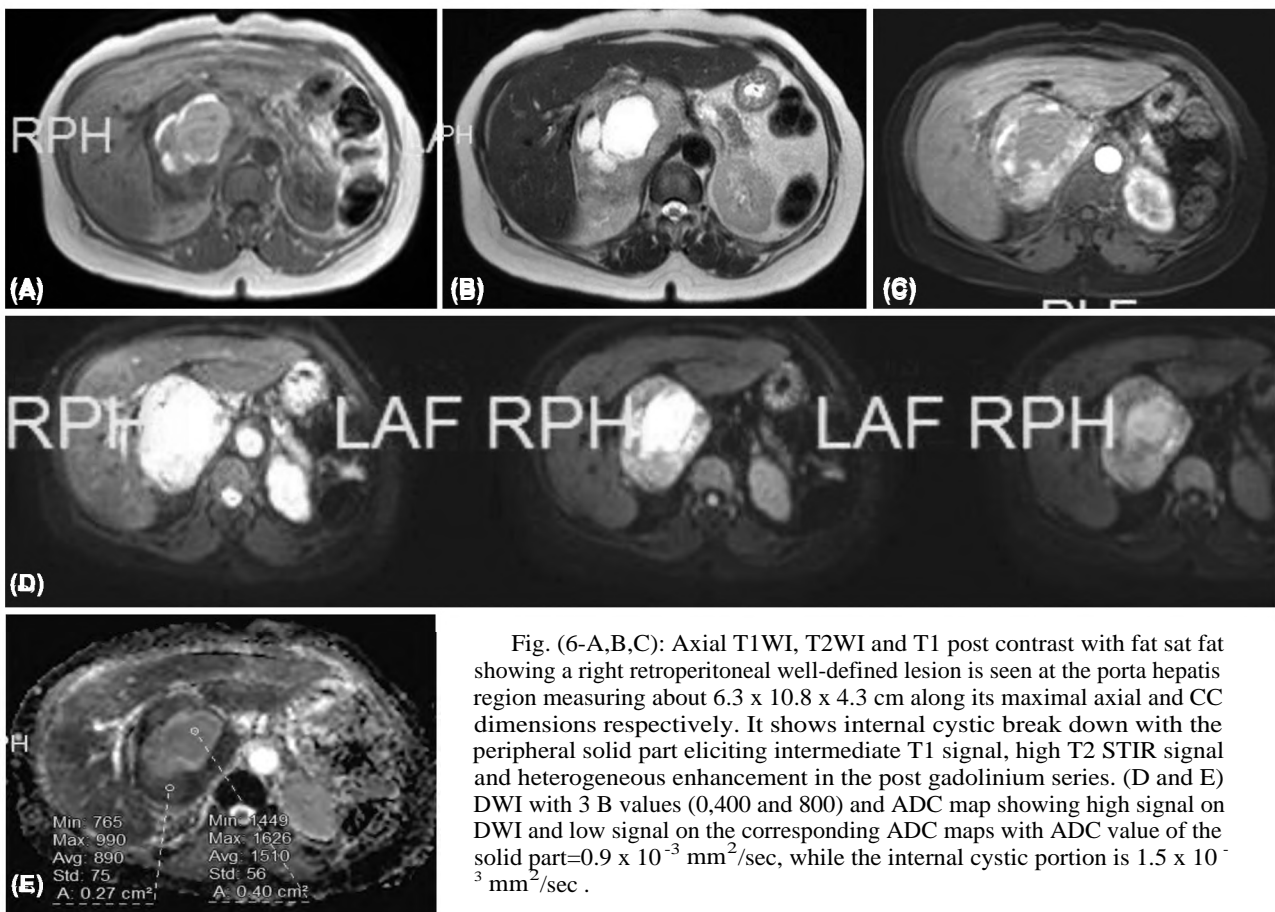 RPH
(A)
PH
(B)
(C)
RPH LAF RPH LAF RPH
(D)
PH
Min: 765
Max: 990
Avg: 890
Std: 75
A: 0.27 cm²
Min: 1449
Max: 1626
Avg: 1510
Std: 56
A: 0.40 cm²
(E)
Fig. (6-A,B,C): Axial T1WI, T2WI and T1 post contrast with fat sat fat
showing a right retroperitoneal well-defined lesion is seen at the porta hepatis
region measuring about 6.3 x 10.8 x 4.3 cm along its maximal axial and CC
dimensions respectively. It shows internal cystic break down with the
peripheral solid part eliciting intermediate T1 signal, high T2 STIR signal
and heterogeneous enhancement in the post gadolinium series. (D and E)
DWI with 3 B values (0,400 and 800) and ADC map showing high signal on
DWI and low signal on the corresponding ADC maps with ADC value of the
solid part=0.9 x 10⁻³ mm²/sec, while the internal cystic portion is 1.5 x 10⁻
³ mm²/sec .